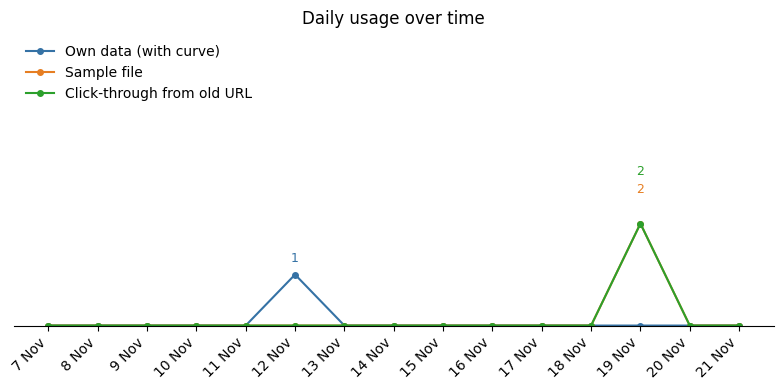 Daily usage over time
Own data (with curve)
Sample file
Click-through from old URL
2
2
1
7 Nov
8 Nov
9 Nov
10 Nov
11 Nov
12 Nov
13 Nov
14 Nov
15 Nov
16 Nov
17 Nov
18 Nov
19 Nov
20 Nov
21 Nov